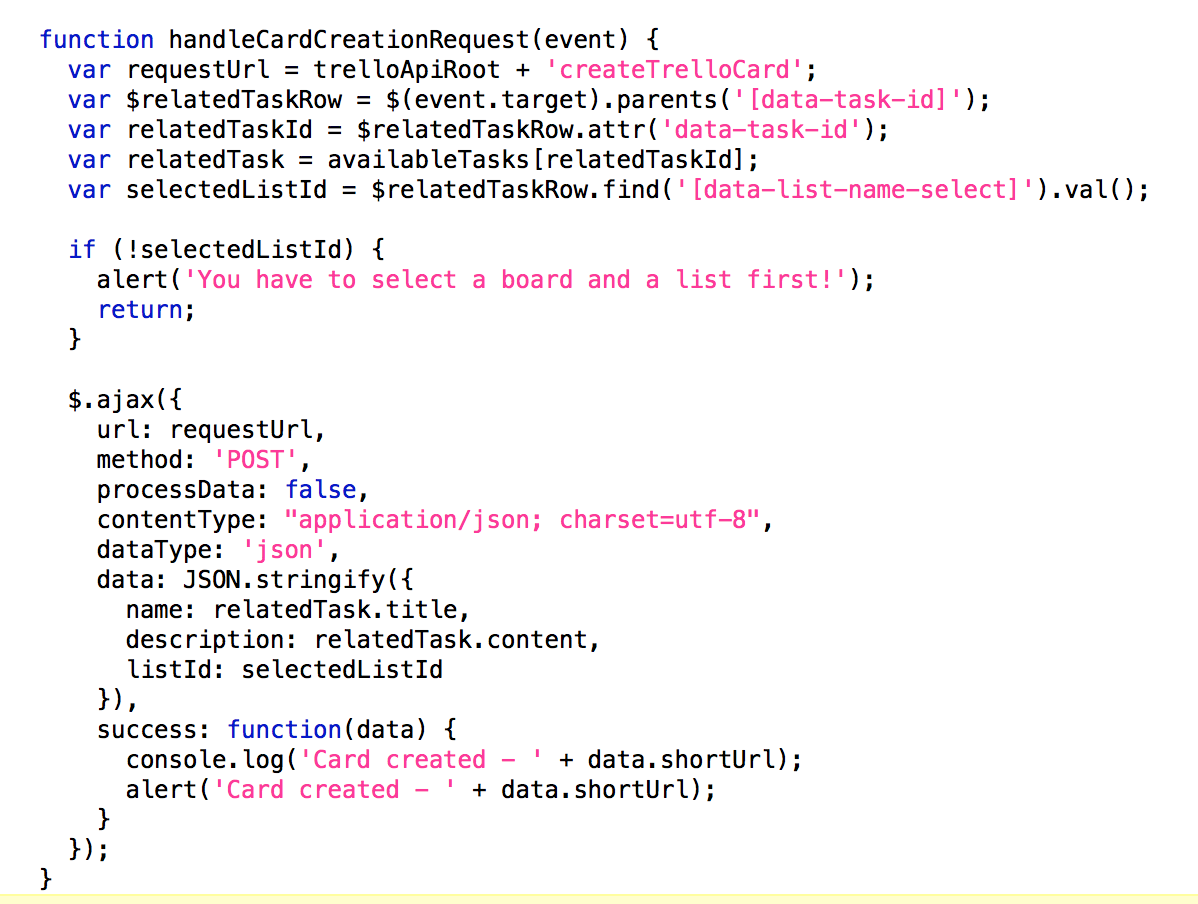 function handleCardCreationRequest(event) {
  var requestUrl = trelloApiRoot + 'createTrelloCard';
  var $relatedTaskRow = $(event.target).parents('[data-task-id]');
  var relatedTaskId = $relatedTaskRow.attr('data-task-id');
  var relatedTask = availableTasks[relatedTaskId];
  var selectedListId = $relatedTaskRow.find('[data-list-name-select]').val();

  if (!selectedListId) {
    alert('You have to select a board and a list first!');
    return;
  }

  $.ajax({
    url: requestUrl,
    method: 'POST',
    processData: false,
    contentType: "application/json; charset=utf-8",
    dataType: 'json',
    data: JSON.stringify({
      name: relatedTask.title,
      description: relatedTask.content,
      listId: selectedListId
    }),
    success: function(data) {
      console.log('Card created - ' + data.shortUrl);
      alert('Card created - ' + data.shortUrl);
    }
  });
}